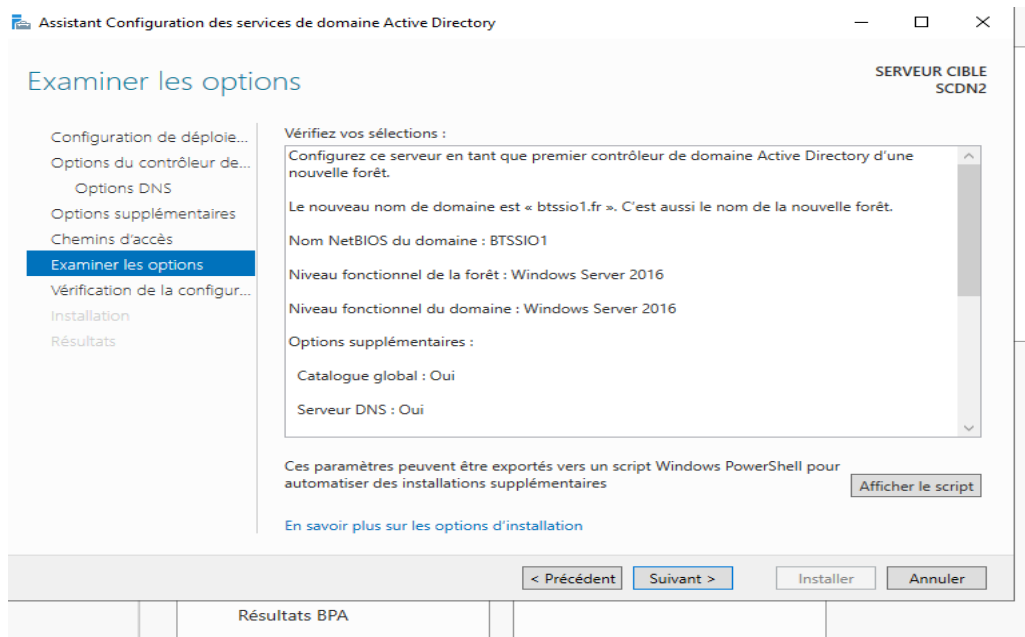 Assistant Configuration des services de domaine Active Directory
Examiner les options
SERVEUR CIBLE
SCDN2
Configuration de déploie...
Options du contrôleur de...
Options DNS
Options supplémentaires
Chemins d'accès
Examiner les options
Vérification de la configur...
Installation
Résultats
Vérifiez vos sélections :
Configurez ce serveur en tant que premier contrôleur de domaine Active Directory d'une
nouvelle forêt.
Le nouveau nom de domaine est « btssio1.fr ». C'est aussi le nom de la nouvelle forêt.
Nom NetBIOS du domaine : BTSSIO1
Niveau fonctionnel de la forêt : Windows Server 2016
Niveau fonctionnel du domaine : Windows Server 2016
Options supplémentaires :
Catalogue global : Oui
Serveur DNS : Oui
Ces paramètres peuvent être exportés vers un script Windows PowerShell pour
automatiser des installations supplémentaires
Afficher le script
En savoir plus sur les options d'installation
< Précédent
Suivant >
Installer
Annuler
Résultats BPA